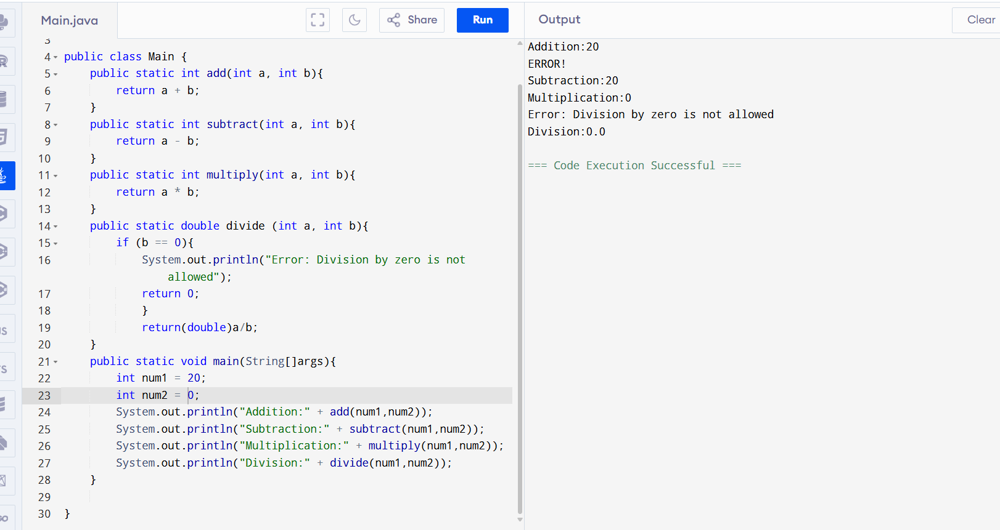 Main.java
Share
Run
Output
Clear
3
4 public class Main {
5 public static int add(int a, int b){
6 return a + b;
7 }
8 public static int subtract(int a, int b){
9 return a - b;
10 }
11 public static int multiply(int a, int b){
12 return a * b;
13 }
14 public static double divide (int a, int b){
15 if (b == 0){
16 System.out.println("Error: Division by zero is not
allowed");
17 return 0;
18 }
19 return(double)a/b;
20 }
21 public static void main(String[]args){
22 int num1 = 20;
23 int num2 = 0;
24 System.out.println("Addition:" + add(num1,num2));
25 System.out.println("Subtraction:" + subtract(num1,num2));
26 System.out.println("Multiplication:" + multiply(num1,num2));
27 System.out.println("Division:" + divide(num1,num2));
28 }
29
30 }
Addition:20
ERROR!
Subtraction:20
Multiplication:0
Error: Division by zero is not allowed
Division:0.0
=== Code Execution Successful ===